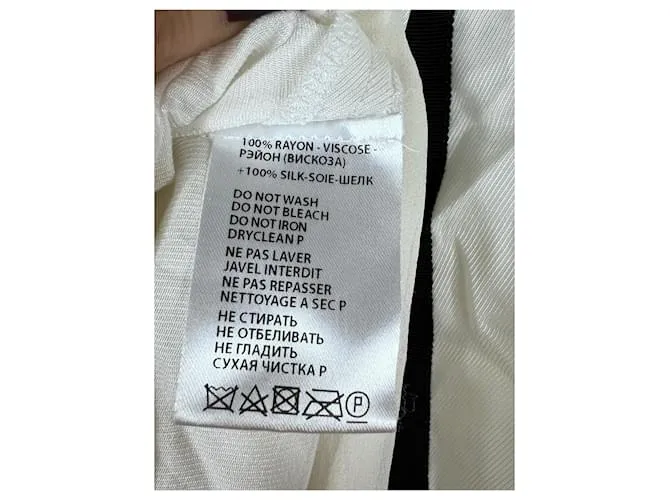 100% RAYON - VISCOSE -
РЭЙОН (ВИСКОЗА)
+100% SILK-SOIE-ШЕЛК
DO NOT WASH
DO NOT BLEACH
DO NOT IRON
DRYCLEAN P
NE PAS LAVER
JAVEL INTERDIT
NE PAS REPASSER
NETTOYAGE A SEC P
НЕ СТИРАТЬ
НЕ ОТБЕЛИВАТЬ
НЕ ГЛАДИТЬ
СУХАЯ ЧИСТКА Р
P